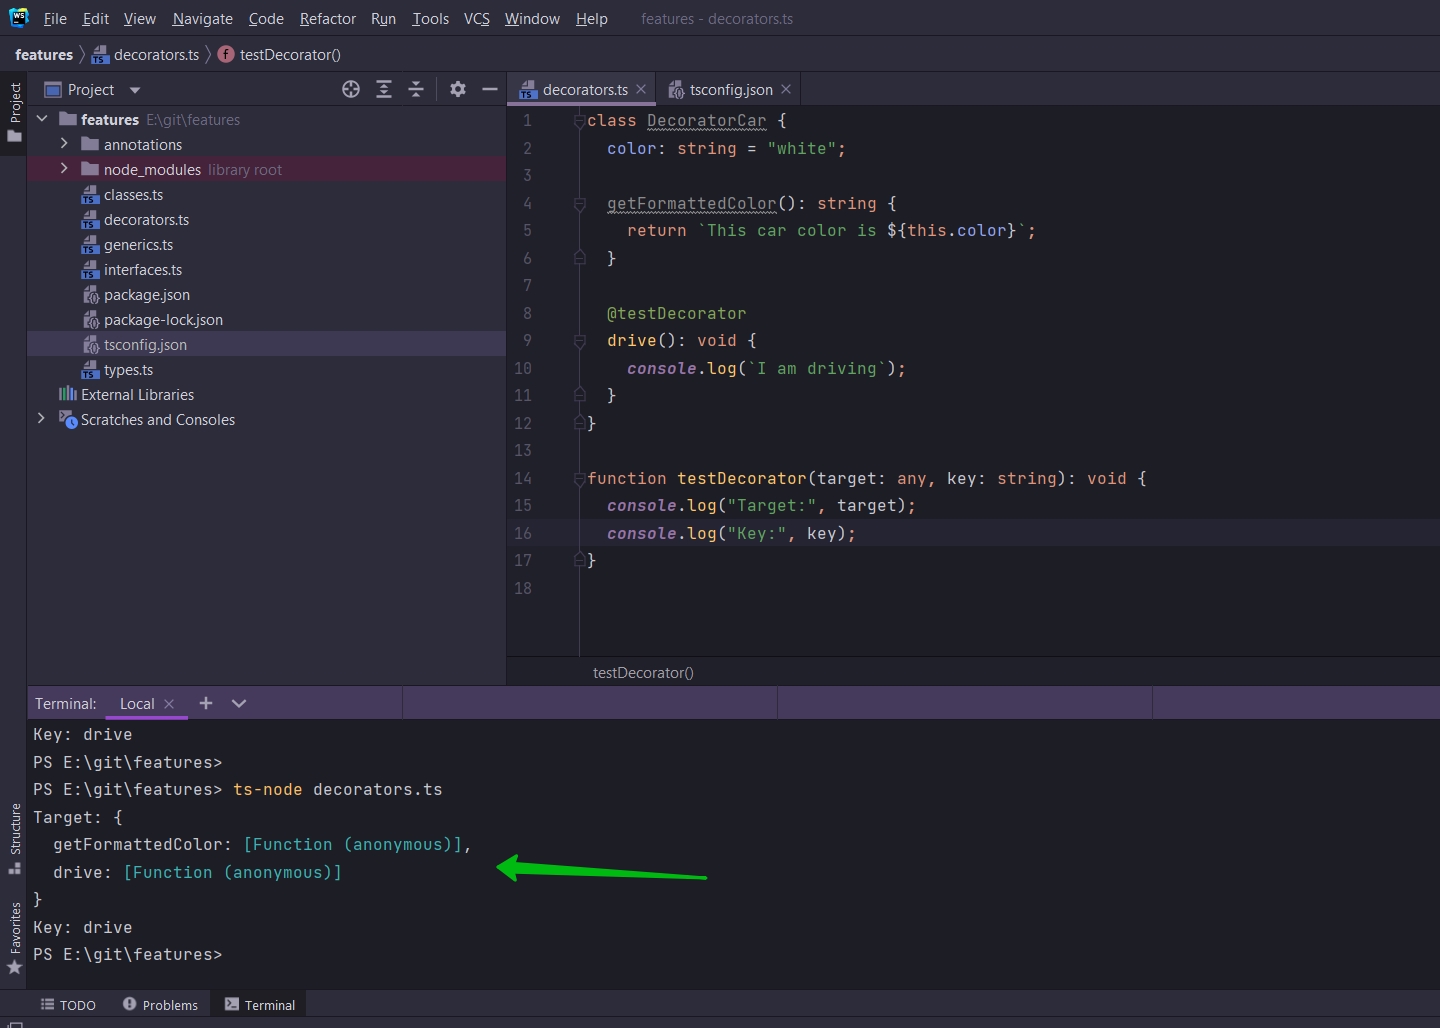 WS File Edit View Navigate Code Refactor Run Tools VCS Window Help features - decorators.ts
features decorators.ts f testDecorator()
Project
Project
decorators.ts tsconfig.json
features E:\git\features
annotations
node_modules library root
classes.ts
decorators.ts
generics.ts
interfaces.ts
package.json
package-lock.json
tsconfig.json
types.ts
External Libraries
Scratches and Consoles
1 class DecoratorCar {
2 color: string = "white";
3
4 getFormattedColor(): string {
5 return `This car color is ${this.color}`;
6 }
7
8 @testDecorator
9 drive(): void {
10 console.log(`I am driving`);
11 }
12 }
13
14 function testDecorator(target: any, key: string): void {
15 console.log("Target:", target);
16 console.log("Key:", key);
17 }
18
testDecorator()
Terminal: Local
Key: drive
PS E:\git\features>
PS E:\git\features> ts-node decorators.ts
Target: {
getFormattedColor: [Function (anonymous)],
drive: [Function (anonymous)]
}
Key: drive
PS E:\git\features>
Structure
Favorites
TODO Problems Terminal